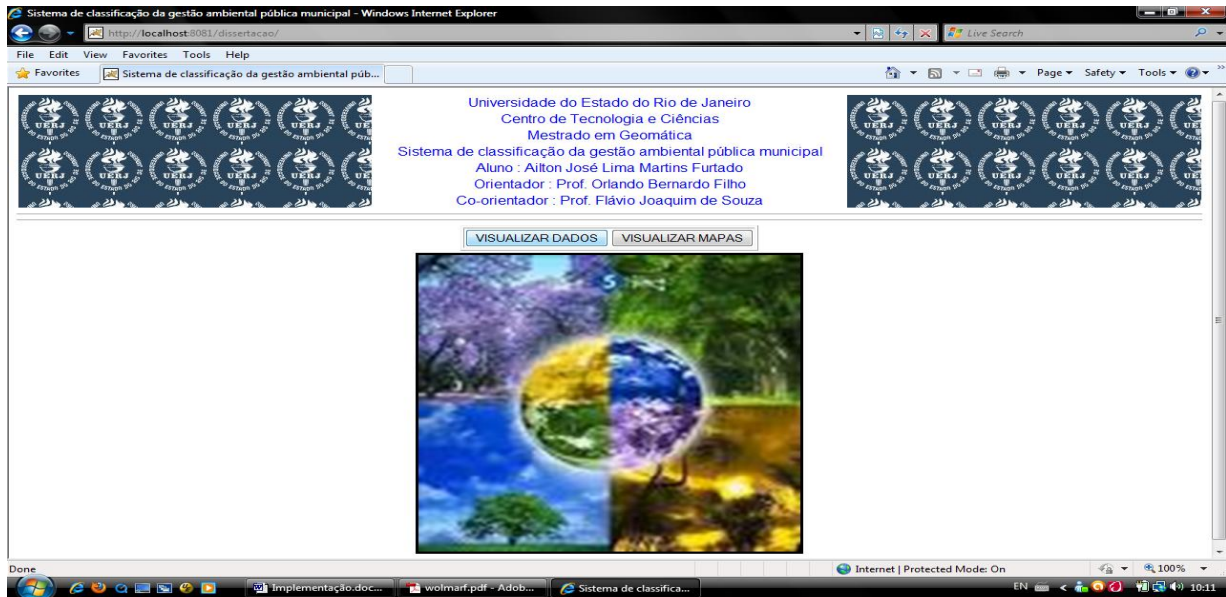 Sistema de classificação da gestão ambiental pública municipal - Windows Internet Explorer
http://localhost:8081/dissertacao/
Live Search
File Edit View Favorites Tools Help
Favorites
Sistema de classificação da gestão ambiental púb...
Page Safety Tools
Universidade do Estado do Rio de Janeiro
Centro de Tecnologia e Ciências
Mestrado em Geomática
Sistema de classificação da gestão ambiental pública municipal
Aluno : Ailton José Lima Martins Furtado
Orientador : Prof. Orlando Bernardo Filho
Co-orientador : Prof. Flávio Joaquim de Souza
UERJ
VISUALIZAR DADOS VISUALIZAR MAPAS
Done
Internet | Protected Mode: On
100%
Implementação.doc...
wolmarf.pdf - Adob...
Sistema de classifica...
EN
10:11